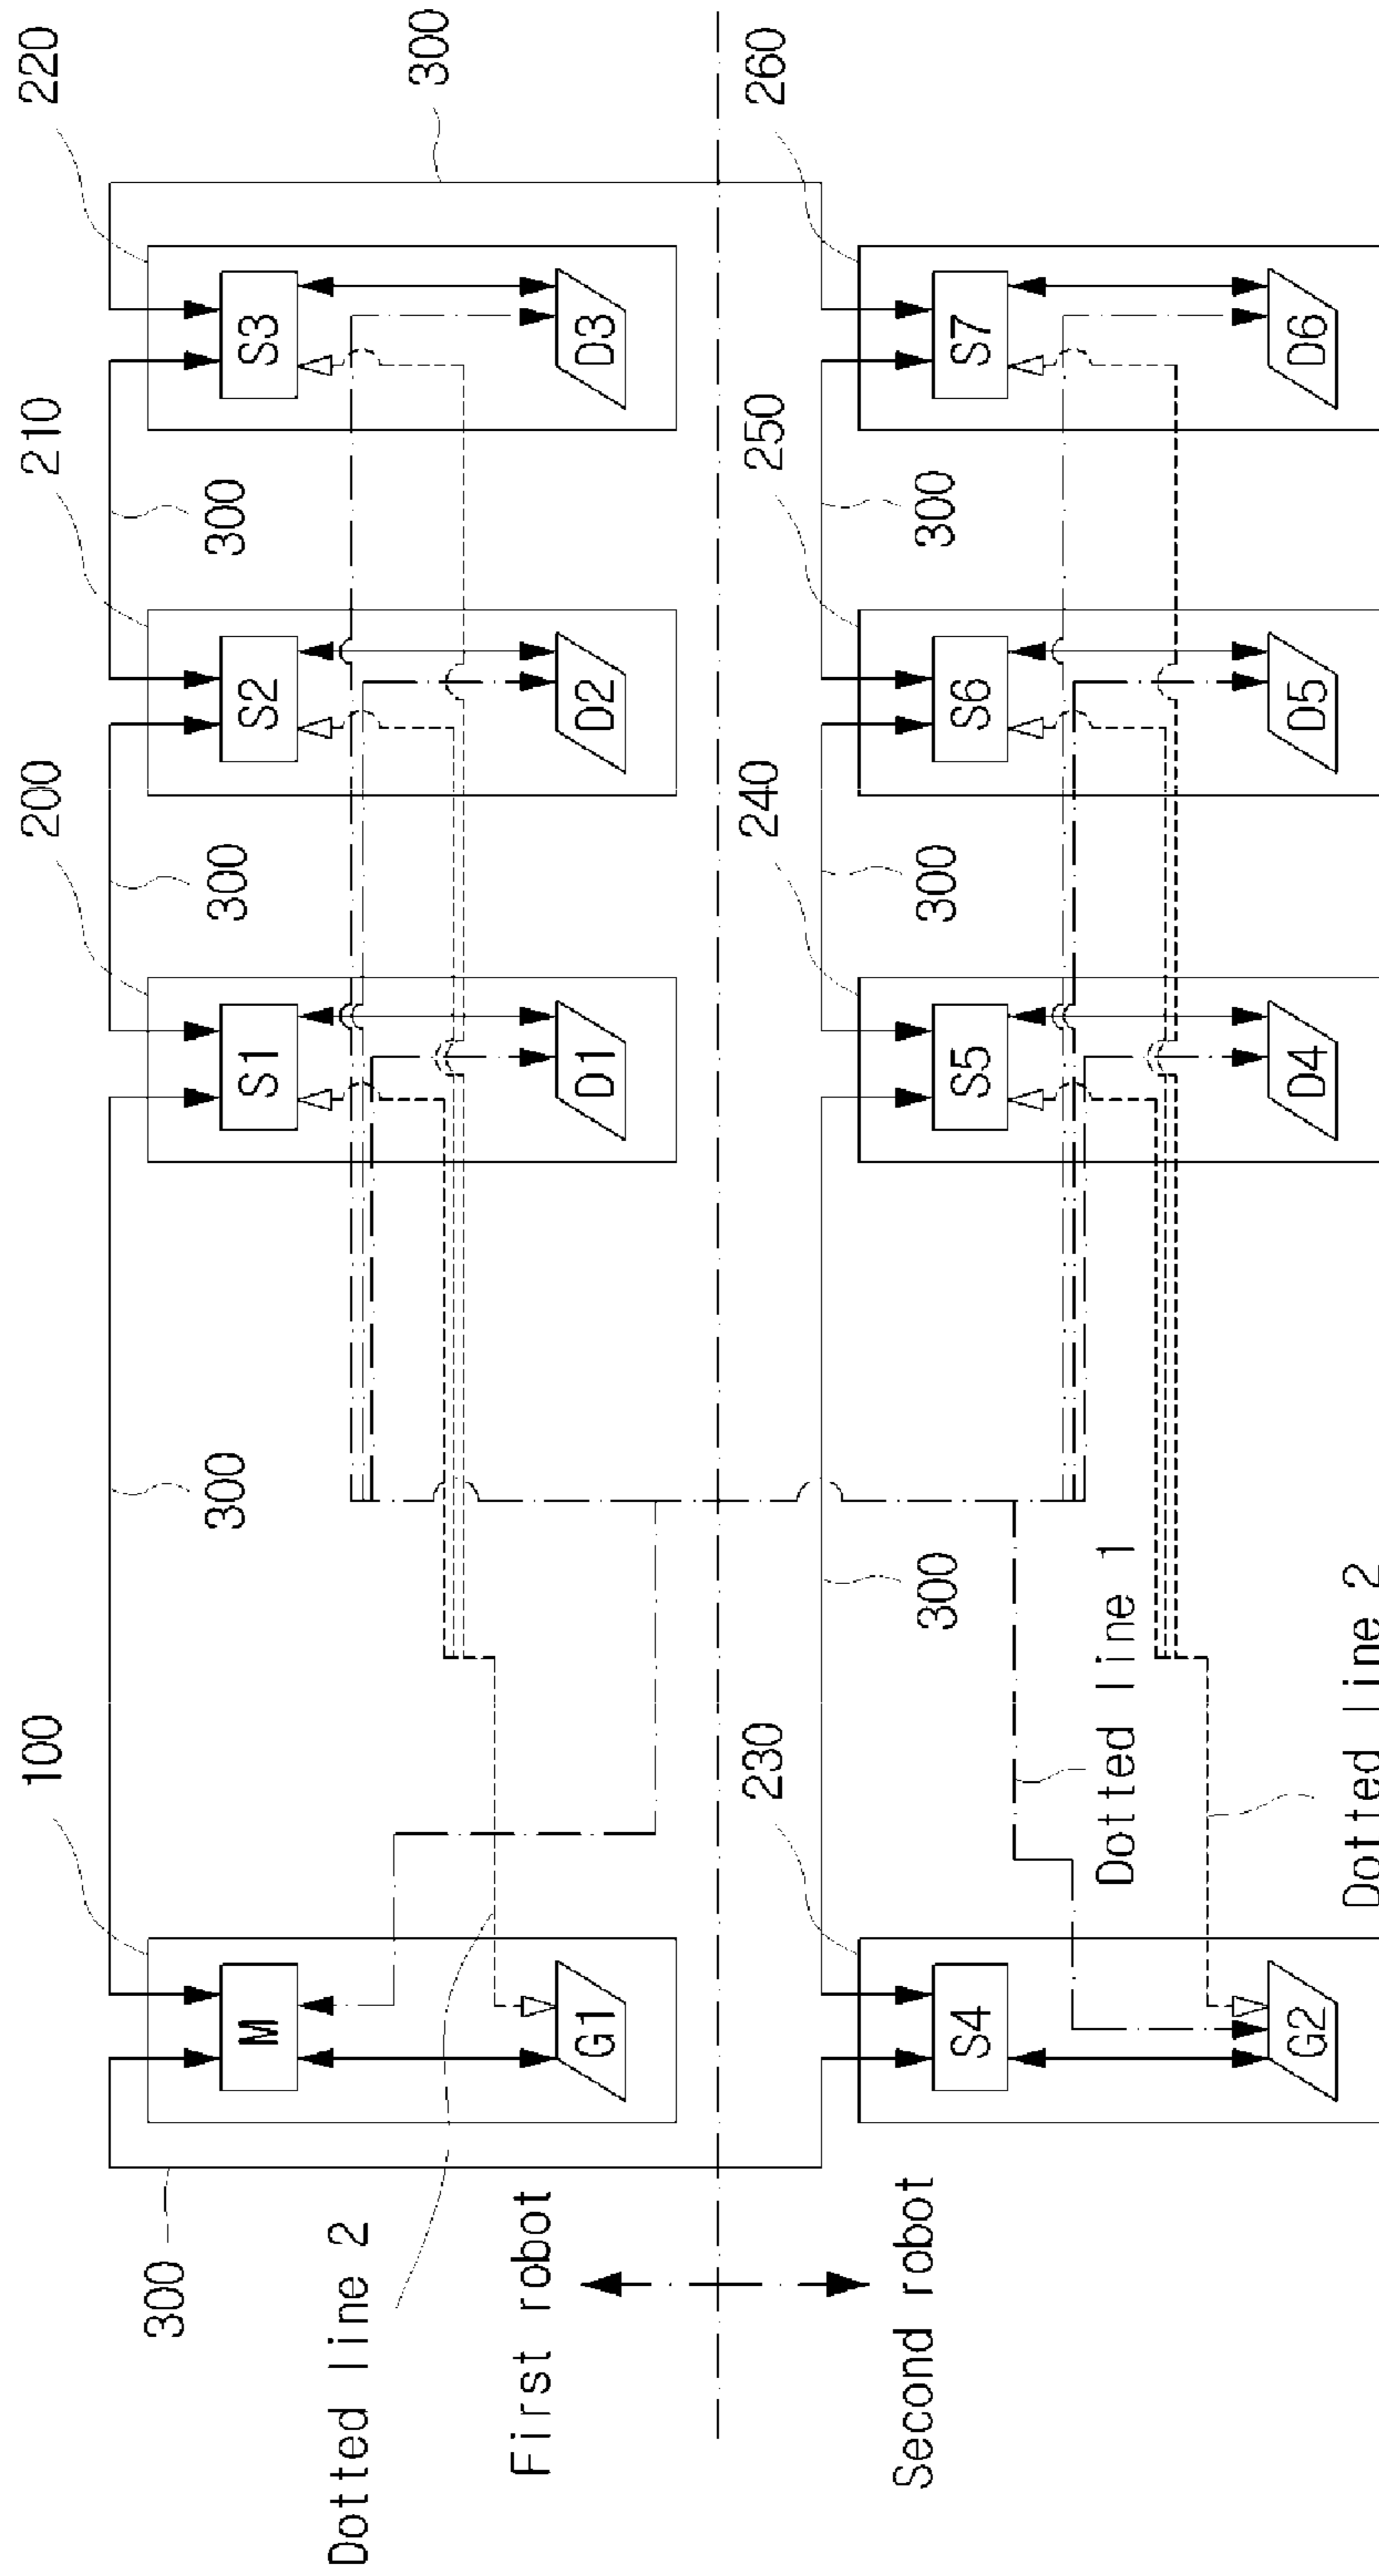 300
100
300
200
300
210
300
220
300
M
S1
S2
S3
G1
D1
D2
D3
Dotted line 2
First robot
Second robot
230
300
240
300
250
300
260
S4
S5
S6
S7
G2
D4
D5
D6
Dotted line 1
Dotted line 2